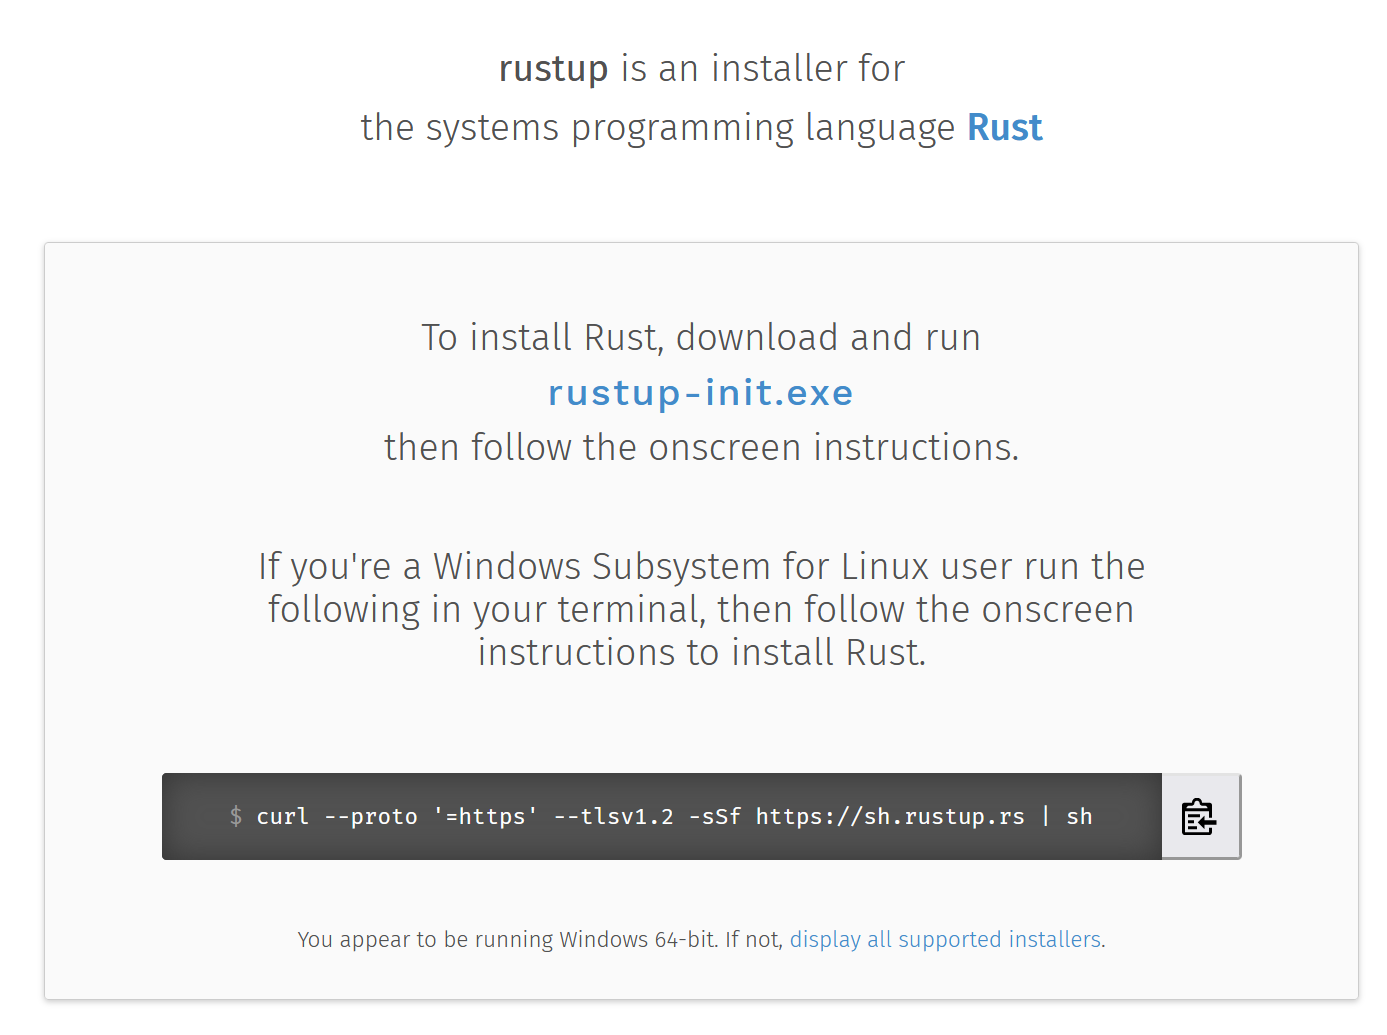 rustup is an installer for
the systems programming language Rust
To install Rust, download and run
rustup-init.exe
then follow the onscreen instructions.
If you're a Windows Subsystem for Linux user run the
following in your terminal, then follow the onscreen
instructions to install Rust.
$ curl --proto '=https' --tlsv1.2 -sSf https://sh.rustup.rs | sh
You appear to be running Windows 64-bit. If not, display all supported installers.